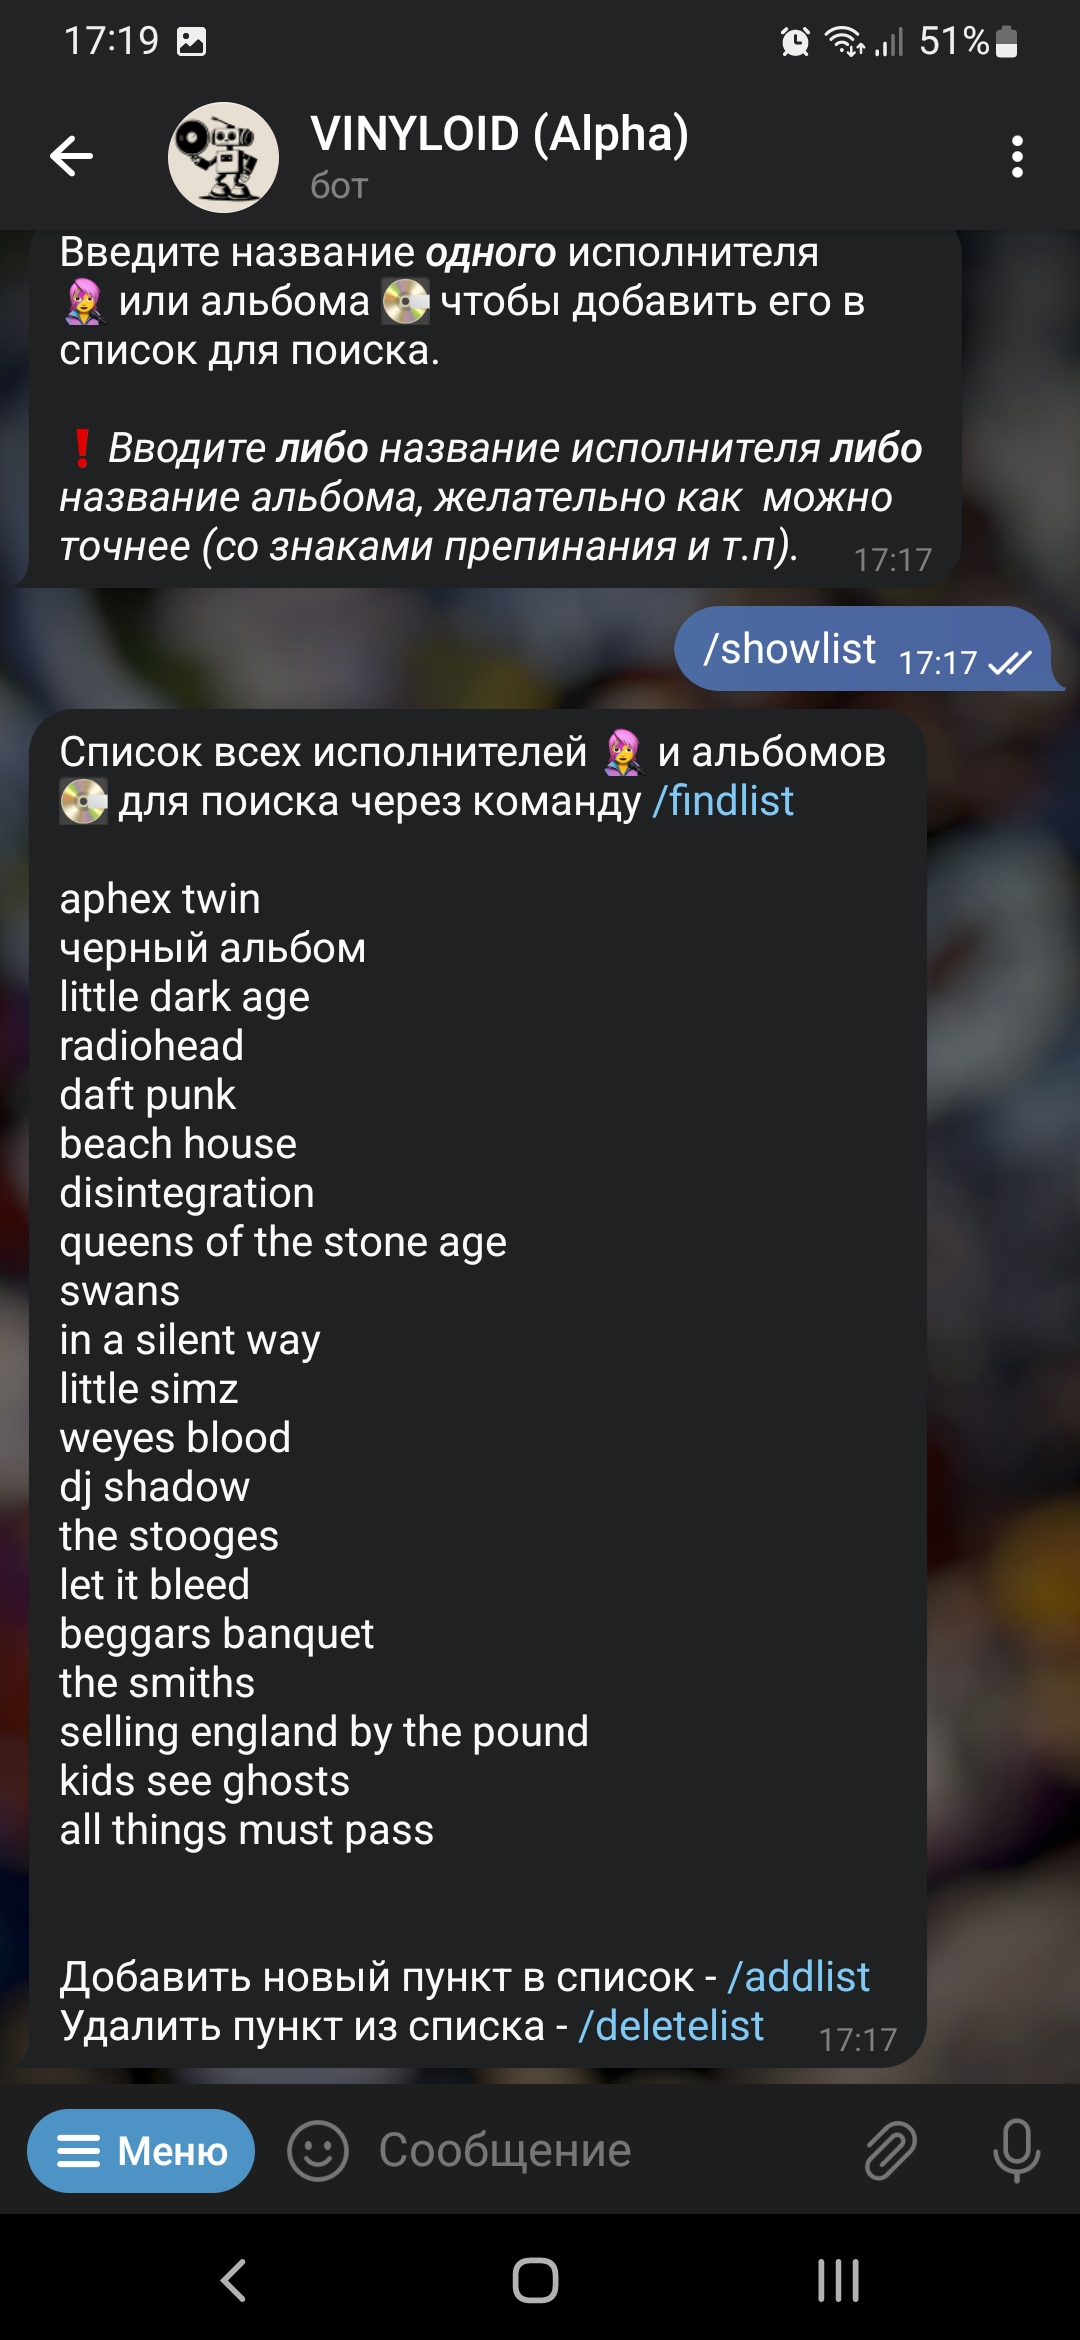 17:19
51%
VINYLOID (Alpha)
бот
Введите название одного исполнителя
или альбома чтобы добавить его в
список для поиска.
❗ Вводите либо название исполнителя либо
название альбома, желательно как  можно
точнее (со знаками препинания и т.п).
17:17
/showlist 17:17
Список всех исполнителей 👩‍🎤 и альбомов
💽 для поиска через команду /findlist
aphex twin
черный альбом
little dark age
radiohead
daft punk
beach house
disintegration
queens of the stone age
swans
in a silent way
little simz
weyes blood
dj shadow
the stooges
let it bleed
beggars banquet
the smiths
selling england by the pound
kids see ghosts
all things must pass
Добавить новый пункт в список - /addlist
Удалить пункт из списка - /deletelist
17:17
Меню
Сообщение